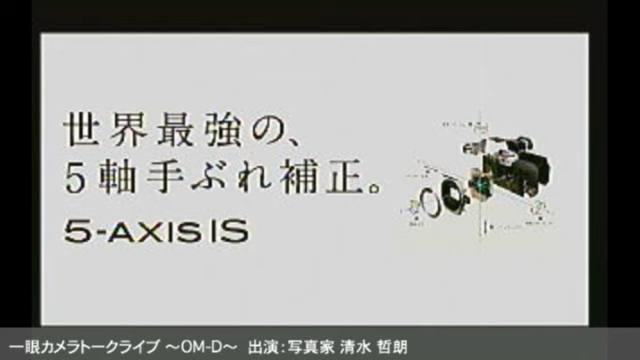 世界最強の、
5軸手ぶれ補正。
5-AXIS IS
一眼カメラトークライブ ～OM-D～ 出演：写真家 清水 哲朗